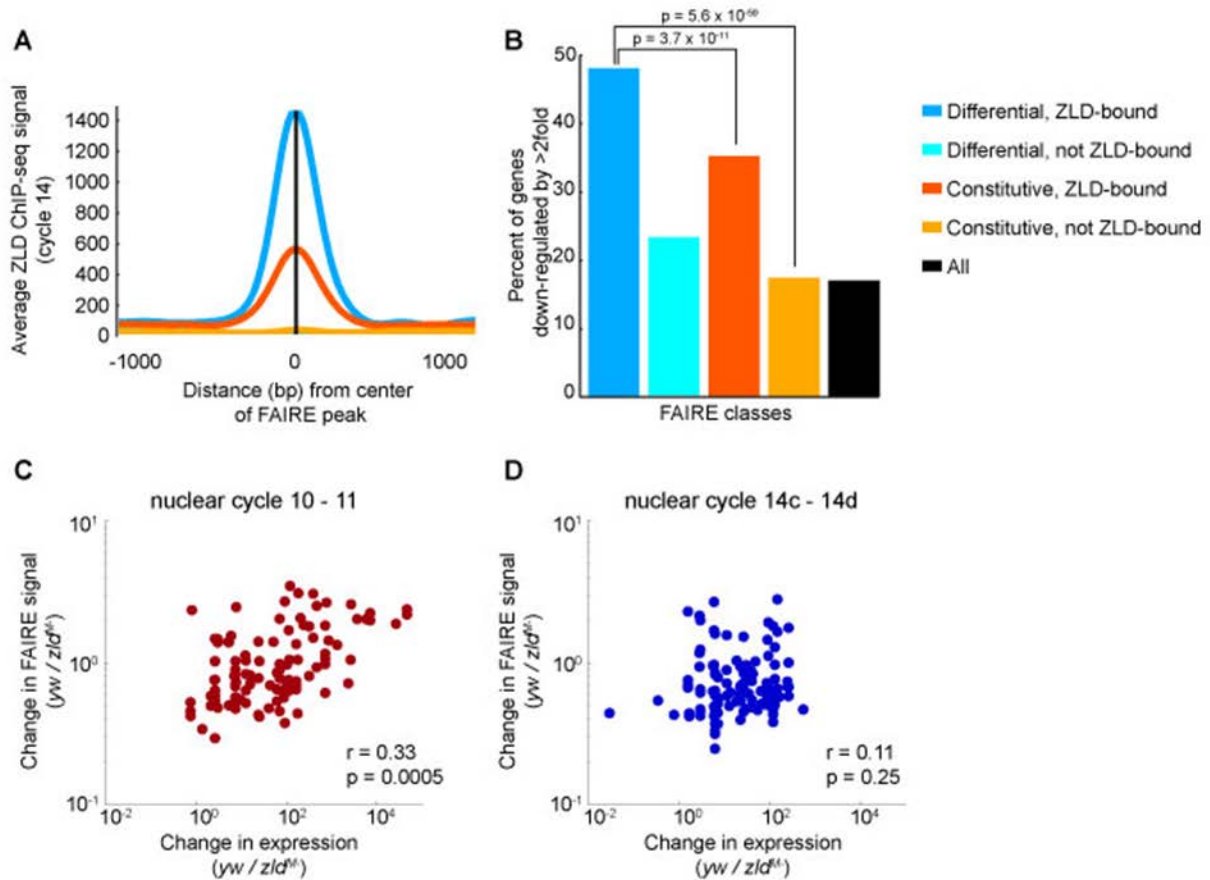 A
Average ZLD ChIP-seq signal
(cycle 14)
1400
1200
1000
800
600
400
200
0
-1000
0
1000
Distance (bp) from center
of FAIRE peak
B
p = 5.6 x 10-50
p = 3.7 x 10-11
Percent of genes
down-regulated by >2fold
50
40
30
20
10
0
FAIRE classes
Differential, ZLD-bound
Differential, not ZLD-bound
Constitutive, ZLD-bound
Constitutive, not ZLD-bound
All
C
nuclear cycle 10 - 11
Change in FAIRE signal
(yw / zldM-)
101
100
10-1
r = 0.33
p = 0.0005
10-2
100
102
104
Change in expression
(yw / zldM-)
D
nuclear cycle 14c - 14d
Change in FAIRE signal
(yw / zldM-)
101
100
10-1
r = 0.11
p = 0.25
10-2
100
102
104
Change in expression
(yw / zldM-)